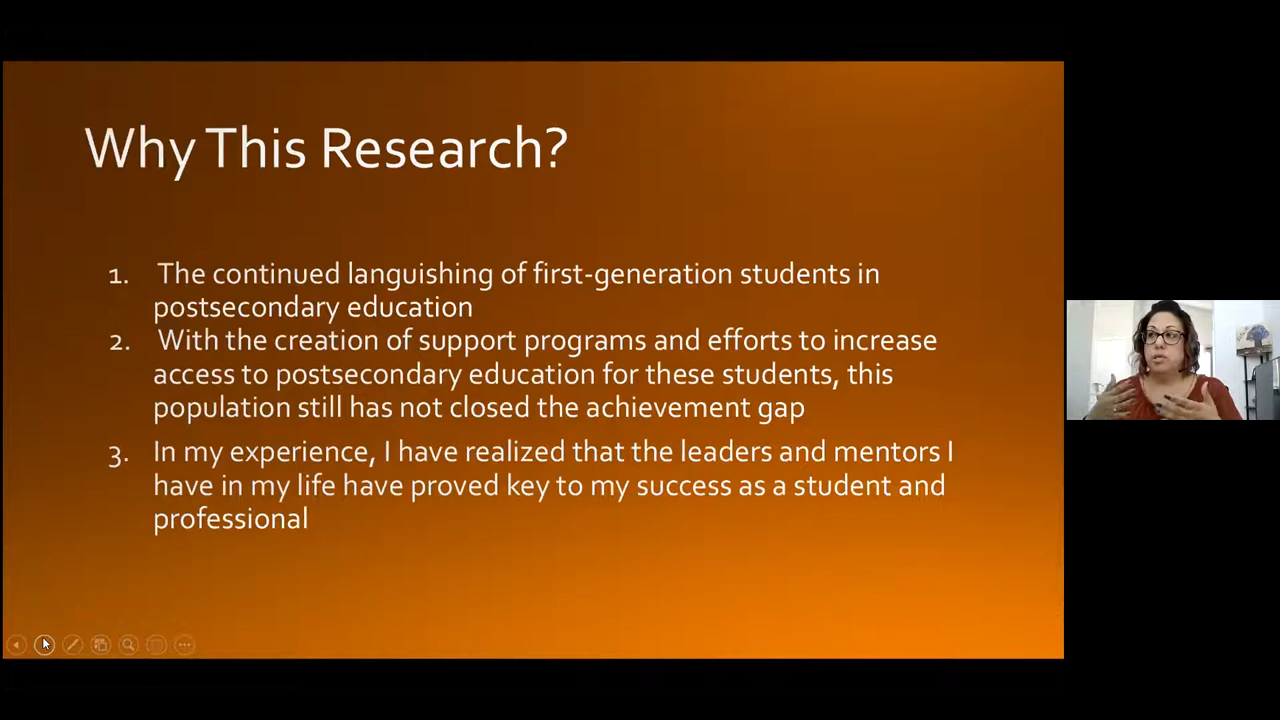 Why This Research?
1. The continued languishing of first-generation students in
postsecondary education
2. With the creation of support programs and efforts to increase
access to postsecondary education for these students, this
population still has not closed the achievement gap
3. In my experience, I have realized that the leaders and mentors I
have in my life have proved key to my success as a student and
professional